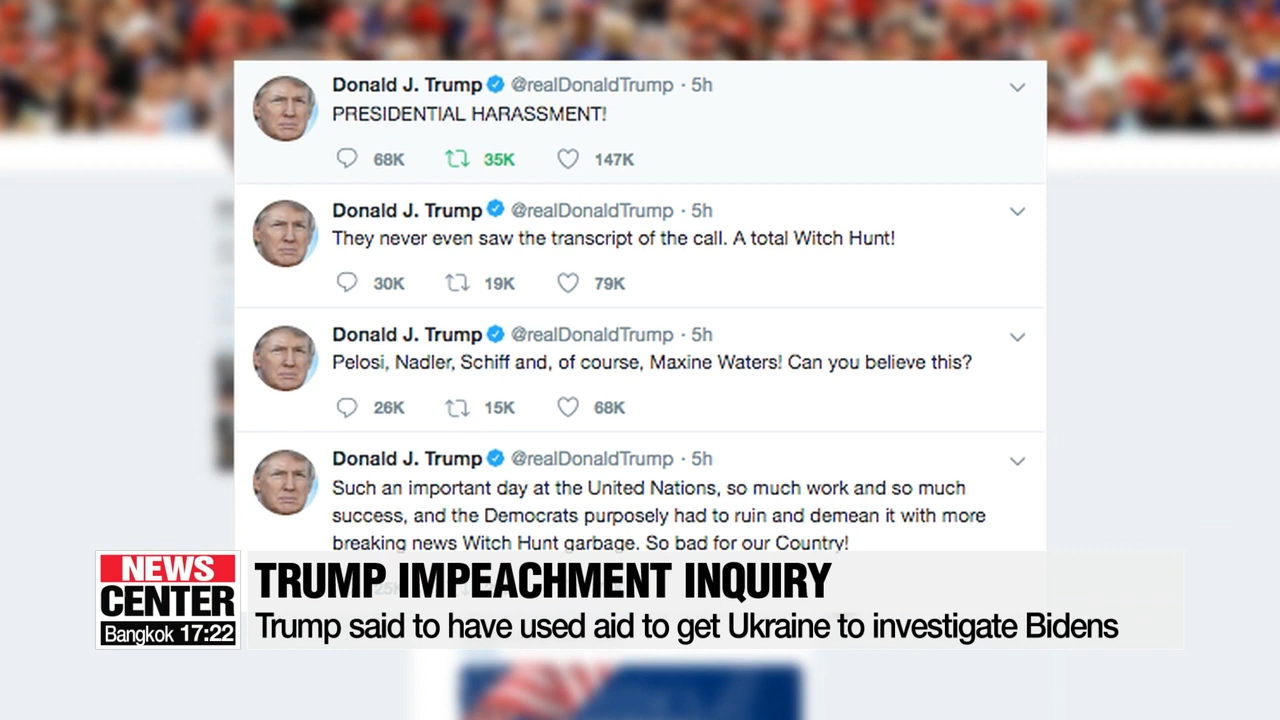 Donald J. Trump @realDonaldTrump · 5h
PRESIDENTIAL HARASSMENT!
68K 35K 147K
Donald J. Trump @realDonaldTrump · 5h
They never even saw the transcript of the call. A total Witch Hunt!
30K 19K 79K
Donald J. Trump @realDonaldTrump · 5h
Pelosi, Nadler, Schiff and, of course, Maxine Waters! Can you believe this?
26K 15K 68K
Donald J. Trump @realDonaldTrump · 5h
Such an important day at the United Nations, so much work and so much
success, and the Democrats purposely had to ruin and demean it with more
breaking news Witch Hunt garbage. So bad for our Country!
NEWS
CENTER
Bangkok 17:22
TRUMP IMPEACHMENT INQUIRY
Trump said to have used aid to get Ukraine to investigate Bidens